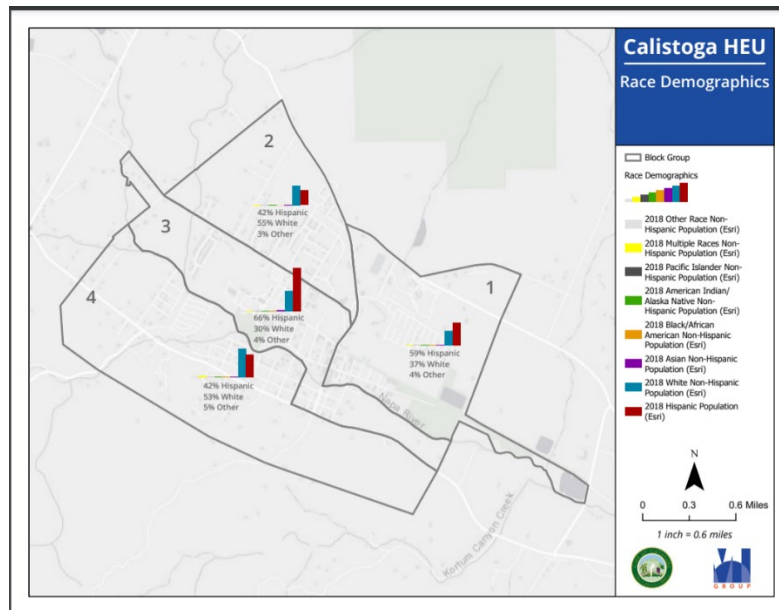 Calistoga HEU
Race Demographics
Block Group
Race Demographics
2018 Other Race Non-
Hispanic Population (Esri)
2018 Multiple Races Non-
Hispanic Population (Esri)
2018 Pacific Islander Non-
Hispanic Population (Esri)
2018 American Indian/
Alaska Native Non-
Hispanic Population (Esri)
2018 Black/African
American Non-Hispanic
Population (Esri)
2018 Asian Non-Hispanic
Population (Esri)
2018 White Non-Hispanic
Population (Esri)
2018 Hispanic Population
(Esri)
N
0 0.3 0.6 Miles
1 inch = 0.6 miles
GROUP
2
42% Hispanic
55% White
3% Other
3
66% Hispanic
30% White
4% Other
1
59% Hispanic
37% White
4% Other
4
42% Hispanic
53% White
5% Other
Napa River
Kortum Canyon Creek